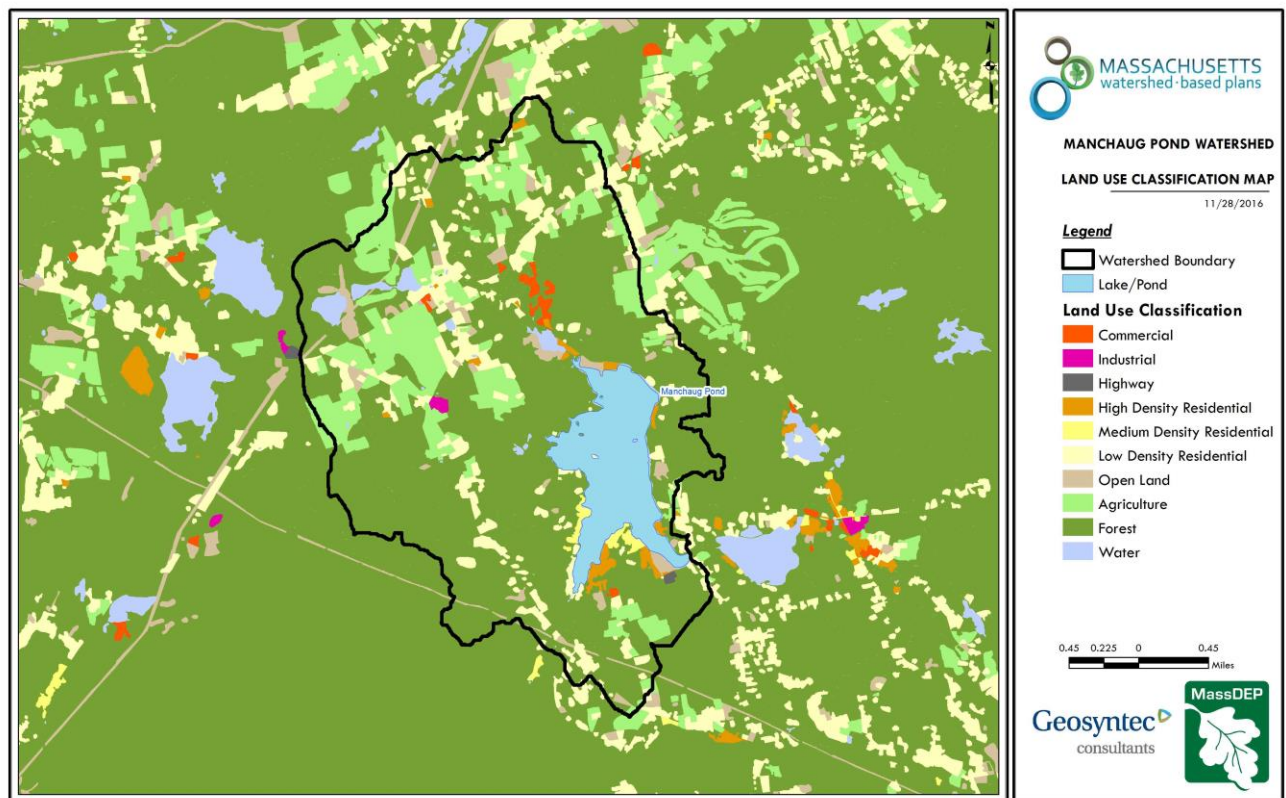 Manchaug Pond
MASSACHUSETTS
watershed·based plans
MANCHAUG POND WATERSHED
LAND USE CLASSIFICATION MAP
11/28/2016
Legend
Watershed Boundary
Lake/Pond
Land Use Classification
Commercial
Industrial
Highway
High Density Residential
Medium Density Residential
Low Density Residential
Open Land
Agriculture
Forest
Water
0.45 0.225 0 0.45
Miles
Geosyntec
consultants
MassDEP